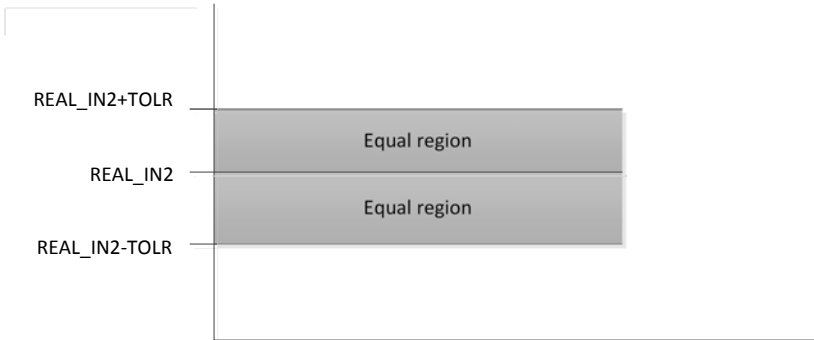 REAL_IN2+TOLR
Equal region
REAL_IN2
Equal region
REAL_IN2-TOLR